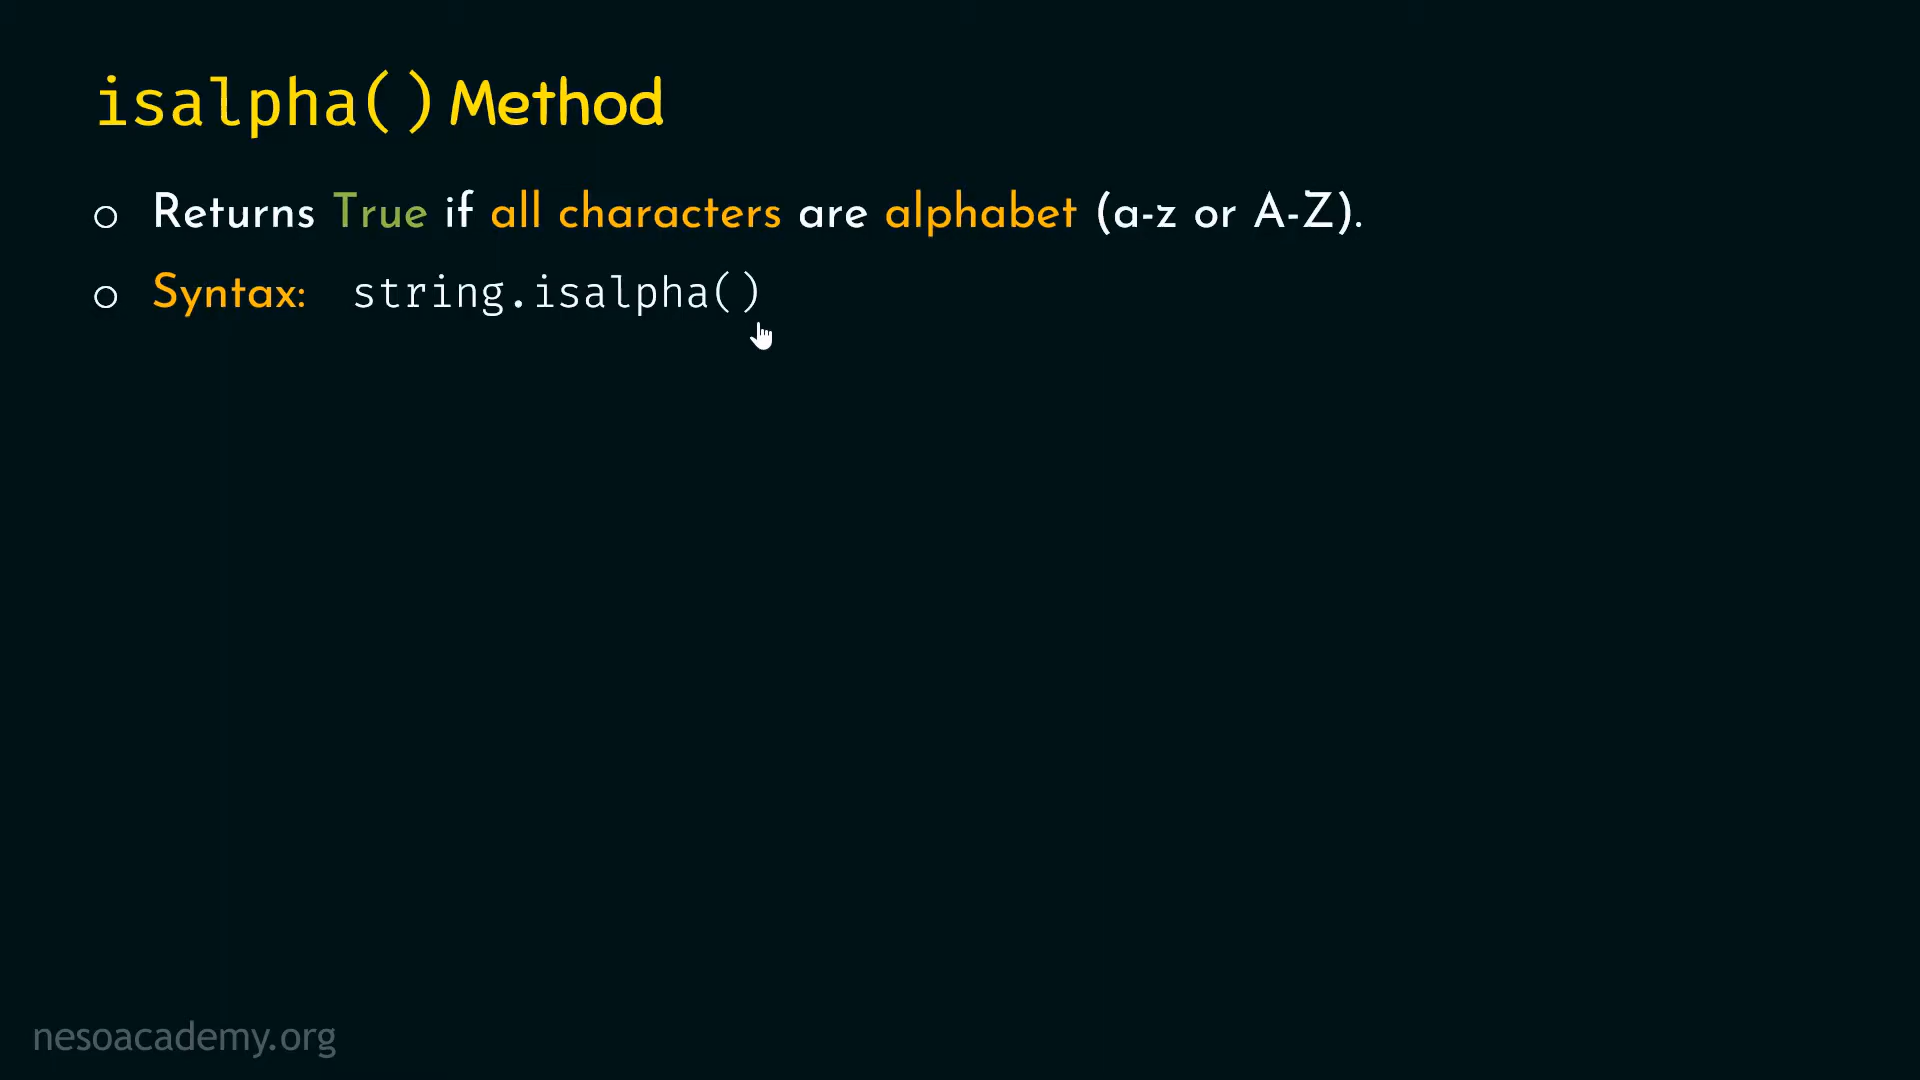 isalpha() Method
○ Returns True if all characters are alphabet (a-z or A-Z).
○ Syntax: string.isalpha()
nesoacademy.org